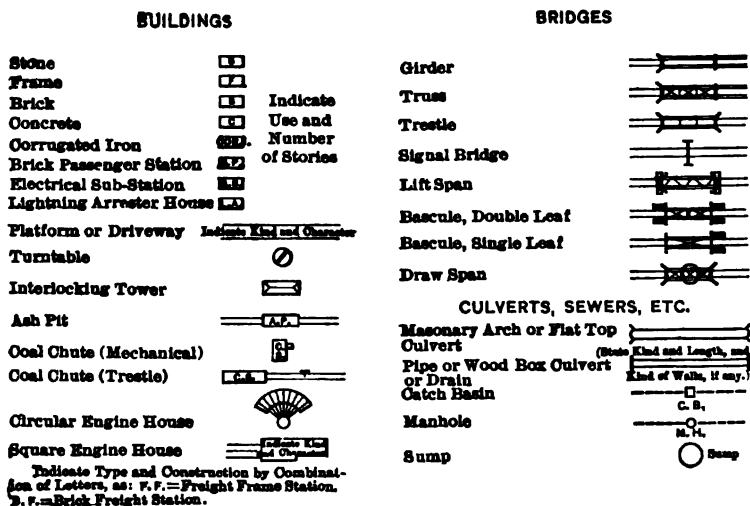 BUILDINGS
Stone S
Frame F
Brick B Indicate
Concrete C Use and
Corrugated Iron COR. Number
Brick Passenger Station of Stories
Electrical Sub-Station
Lightning Arrester House L.A.
Platform or Driveway Indicate Kind and Character
Turntable
Interlocking Tower
Ash Pit A.P.
Coal Chute (Mechanical) C.S.
Coal Chute (Trestle) C.S.
Circular Engine House
Square Engine House Indicate Kind
and Character
Indicate Type and Construction by Combina-
ion of Letters, as: F.F.=Freight Frame Station.
B.F.=Brick Freight Station.
BRIDGES
Girder
Truss
Trestle
Signal Bridge
Lift Span
Bascule, Double Leaf
Bascule, Single Leaf
Draw Span
CULVERTS, SEWERS, ETC.
Masonary Arch or Flat Top
Culvert (State Kind and Length, and
Pipe or Wood Box Culvert
or Drain Kind of Walls, if any.)
Catch Basin C.B.
Manhole M.H.
Sump Sump